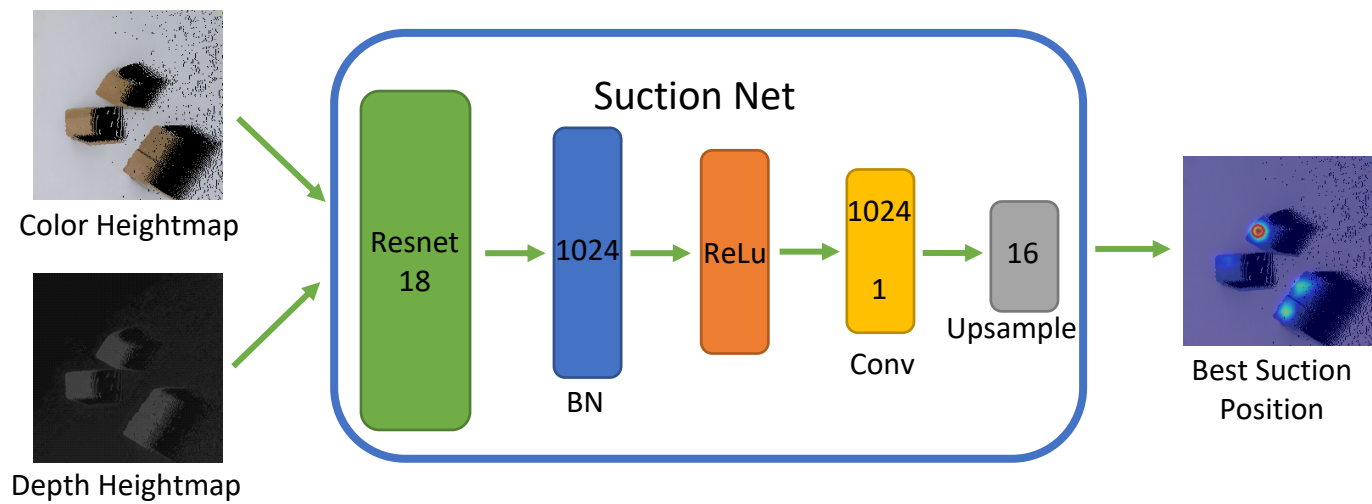 Color Heightmap
Depth Heightmap
Suction Net
Resnet
18
1024
BN
ReLu
1024
1
Conv
16
Upsample
Best Suction
Position